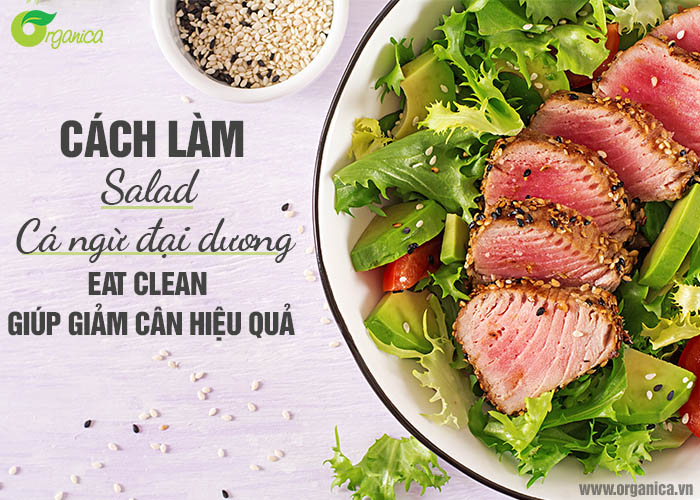 Organica
CÁCH LÀM
Salad
Cá ngừ đại dương
EAT CLEAN
GIÚP GIẢM CÂN HIỆU QUẢ
www.organica.vn